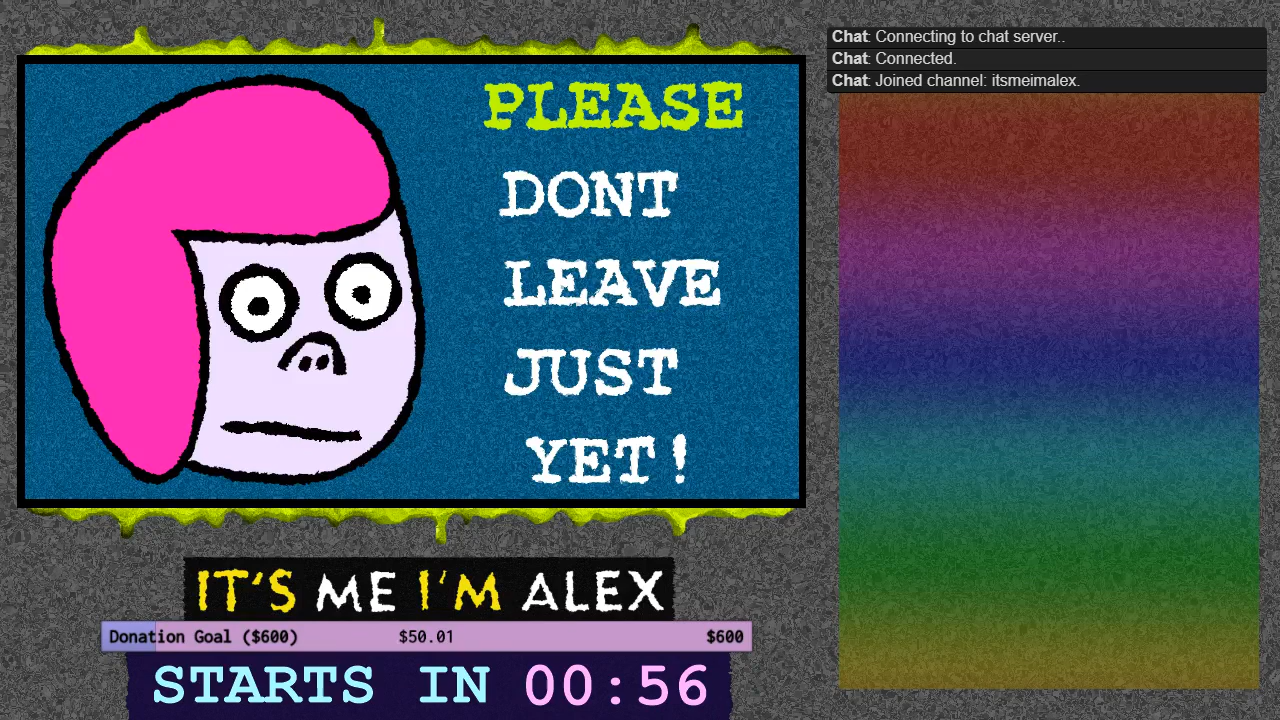 PLEASE
DONT
LEAVE
JUST
YET!
IT'S ME I'M ALEX
Donation Goal ($600) $50.01 $600
STARTS IN 00:56
Chat: Connecting to chat server..
Chat: Connected.
Chat: Joined channel: itsmeimalex.